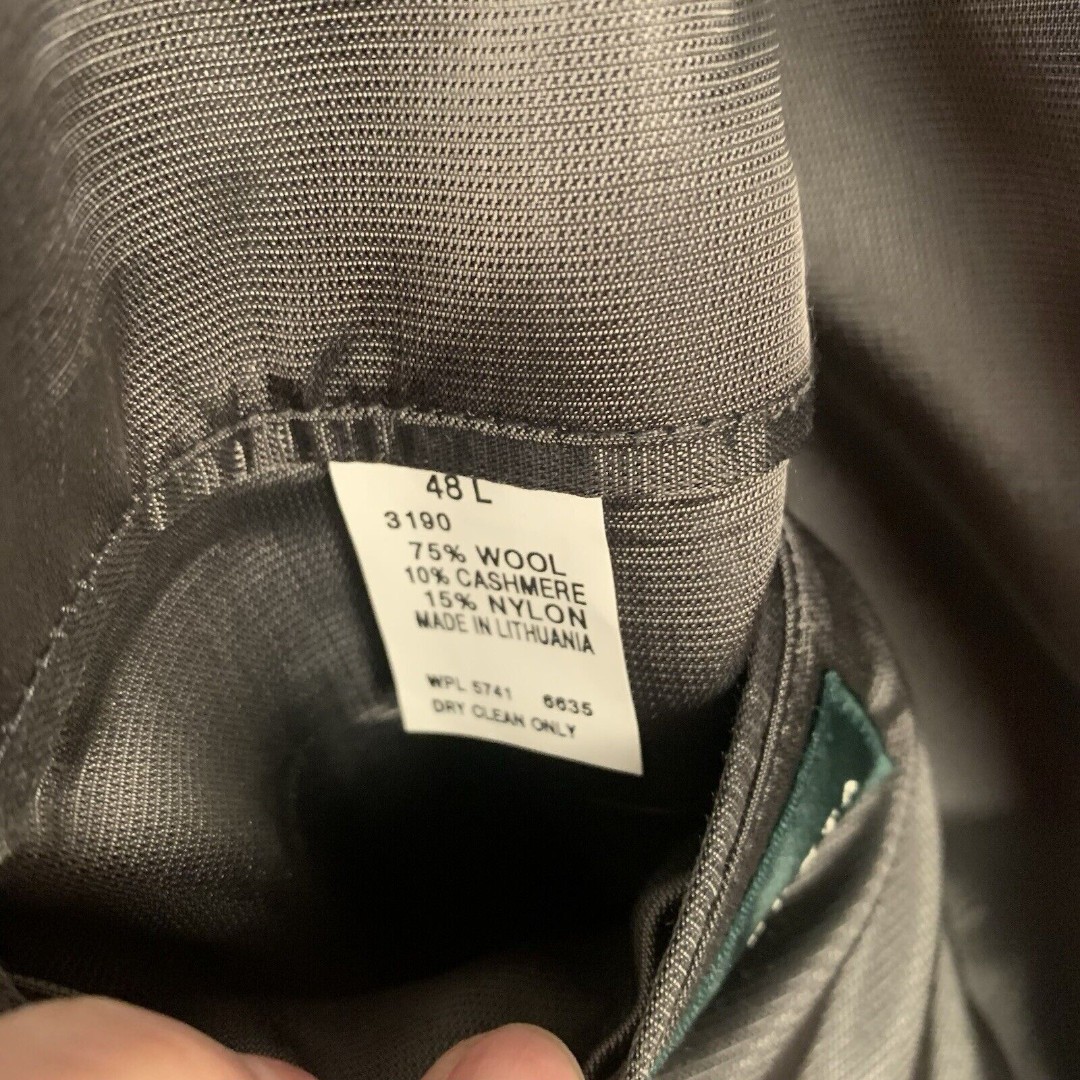 48 L
3190
75% WOOL
10% CASHMERE
15% NYLON
MADE IN LITHUANIA
WPL 5741 6635
DRY CLEAN ONLY